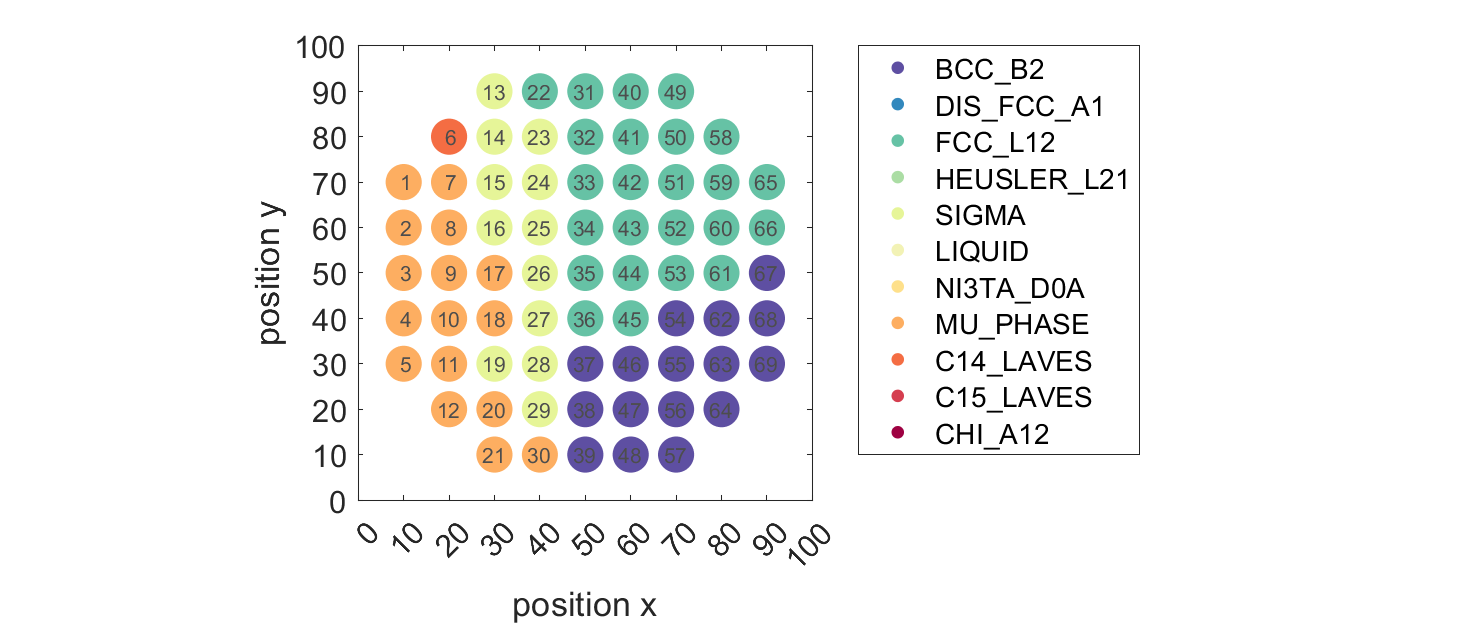 100
90
80
70
60
50
40
30
20
10
0
position y
13 22 31 40 49
6 14 23 32 41 50 58
1 7 15 24 33 42 51 59 65
2 8 16 25 34 43 52 60 66
3 9 17 26 35 44 53 61 67
4 10 18 27 36 45 54 62 68
5 11 19 28 37 46 55 63 69
12 20 29 38 47 56 64
21 30 39 48 57
0 10 20 30 40 50 60 70 80 90 100
position x
BCC_B2
DIS_FCC_A1
FCC_L12
HEUSLER_L21
SIGMA
LIQUID
NI3TA_D0A
MU_PHASE
C14_LAVES
C15_LAVES
CHI_A12